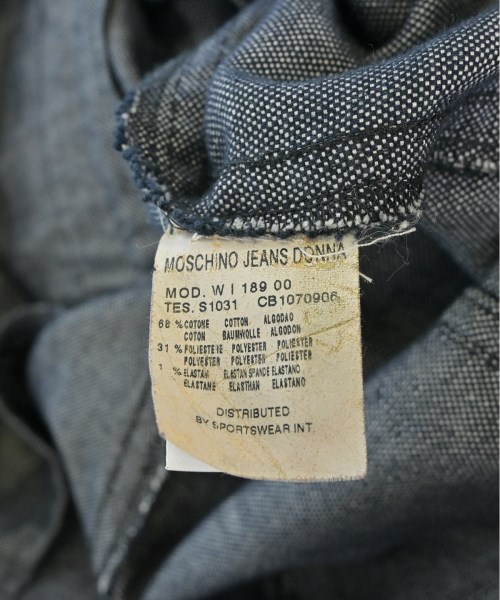 MOSCHINO JEANS DONNA
MOD. W I 189 00
TES. S1031 CB1070906
68 % COTONE COTTON ALGODAO
COTON BAUMWOLLE ALGODON
31 % POLIESTERE POLYESTER POLIESTER
POLYESTER POLYESTER POLIESTER
1 % ELASTAM ELASTAN SPANDE ELASTANO
ELASTANE ELASTHAN ELASTANO
DISTRIBUTED
BY SPORTSWEAR INT.